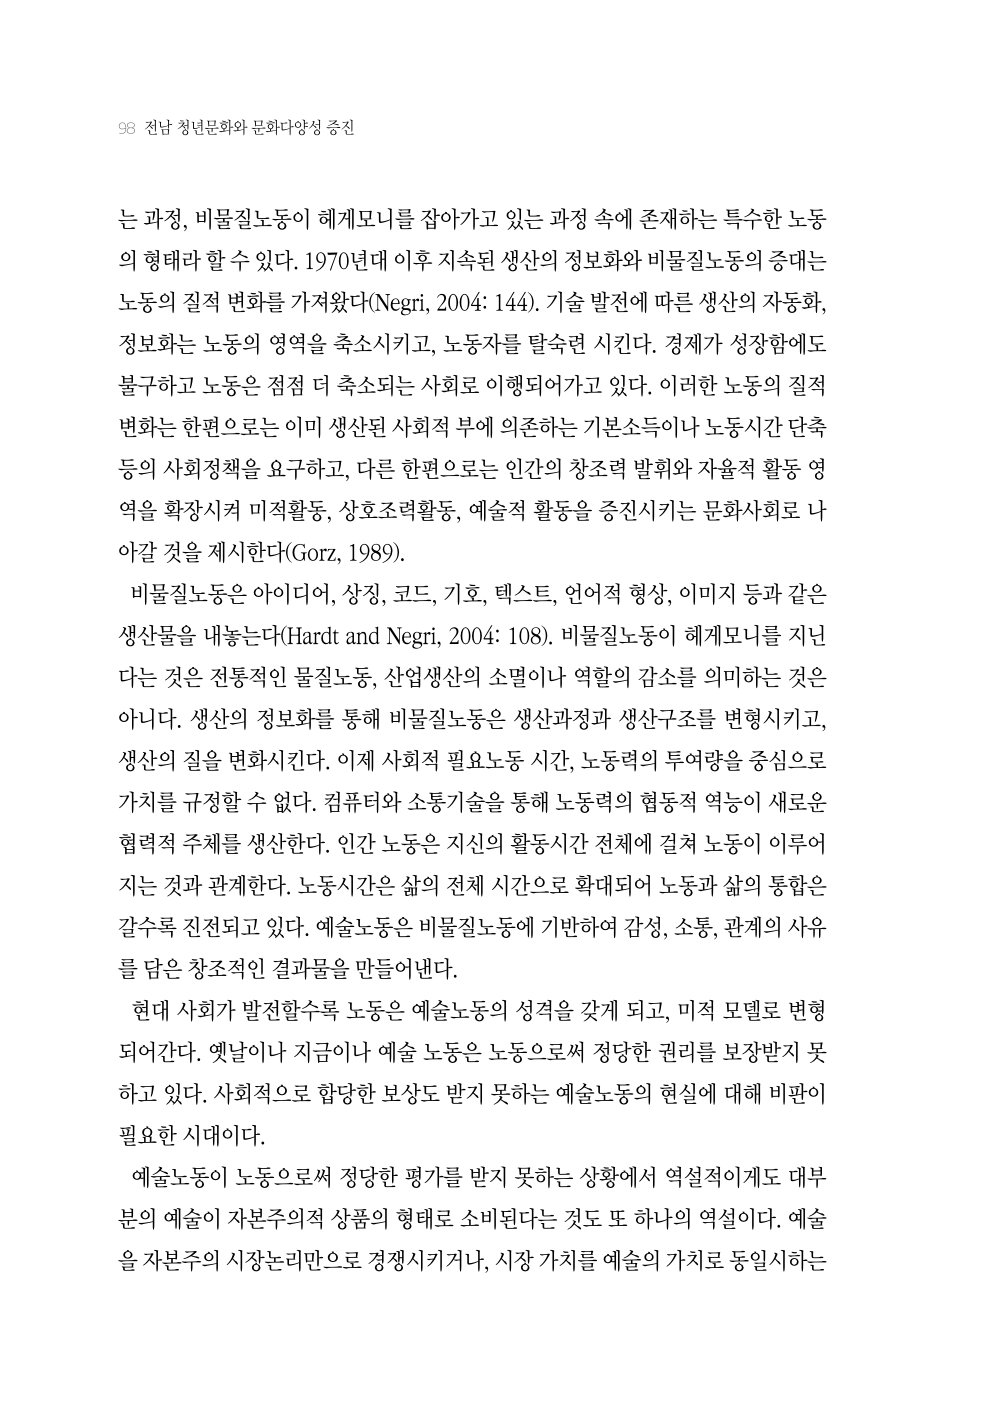 98 전남 청년문화와 문화다양성 증진
는 과정, 비물질노동이 헤게모니를 잡아가고 있는 과정 속에 존재하는 특수한 노동
의 형태라 할 수 있다. 1970년대 이후 지속된 생산의 정보화와 비물질노동의 증대는
노동의 질적 변화를 가져왔다(Negri, 2004: 144). 기술 발전에 따른 생산의 자동화,
정보화는 노동의 영역을 축소시키고, 노동자를 탈숙련 시킨다. 경제가 성장함에도
불구하고 노동은 점점 더 축소되는 사회로 이행되어가고 있다. 이러한 노동의 질적
변화는 한편으로는 이미 생산된 사회적 부에 의존하는 기본소득이나 노동시간 단축
등의 사회정책을 요구하고, 다른 한편으로는 인간의 창조력 발휘와 자율적 활동 영
역을 확장시켜 미적활동, 상호조력활동, 예술적 활동을 증진시키는 문화사회로 나
아갈 것을 제시한다(Gorz, 1989).
비물질노동은 아이디어, 상징, 코드, 기호, 텍스트, 언어적 형상, 이미지 등과 같은
생산물을 내놓는다(Hardt and Negri, 2004: 108). 비물질노동이 헤게모니를 지닌
다는 것은 전통적인 물질노동, 산업생산의 소멸이나 역할의 감소를 의미하는 것은
아니다. 생산의 정보화를 통해 비물질노동은 생산과정과 생산구조를 변형시키고,
생산의 질을 변화시킨다. 이제 사회적 필요노동 시간, 노동력의 투여량을 중심으로
가치를 규정할 수 없다. 컴퓨터와 소통기술을 통해 노동력의 협동적 역능이 새로운
협력적 주체를 생산한다. 인간 노동은 지신의 활동시간 전체에 걸쳐 노동이 이루어
지는 것과 관계한다. 노동시간은 삶의 전체 시간으로 확대되어 노동과 삶의 통합은
갈수록 진전되고 있다. 예술노동은 비물질노동에 기반하여 감성, 소통, 관계의 사유
를 담은 창조적인 결과물을 만들어낸다.
현대 사회가 발전할수록 노동은 예술노동의 성격을 갖게 되고, 미적 모델로 변형
되어간다. 옛날이나 지금이나 예술 노동은 노동으로써 정당한 권리를 보장받지 못
하고 있다. 사회적으로 합당한 보상도 받지 못하는 예술노동의 현실에 대해 비판이
필요한 시대이다.
예술노동이 노동으로써 정당한 평가를 받지 못하는 상황에서 역설적이게도 대부
분의 예술이 자본주의적 상품의 형태로 소비된다는 것도 또 하나의 역설이다. 예술
을 자본주의 시장논리만으로 경쟁시키거나, 시장 가치를 예술의 가치로 동일시하는